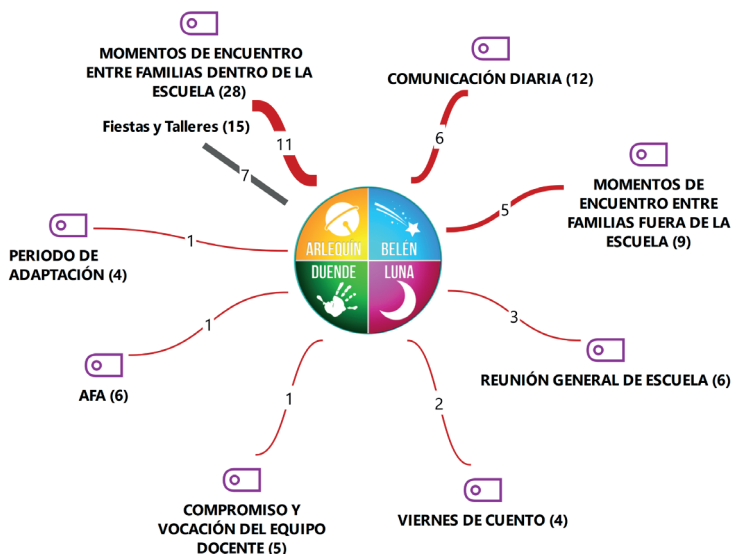 MOMENTOS DE ENCUENTRO
ENTRE FAMILIAS DENTRO DE LA
ESCUELA (28)
Fiestas y Talleres (15)
11
7
COMUNICACIÓN DIARIA (12)
6
MOMENTOS DE
ENCUENTRO ENTRE
FAMILIAS FUERA DE LA
ESCUELA (9)
5
PERIODO DE
ADAPTACIÓN (4)
1
ARLEQUÍN
BELÉN
DUENDE
LUNA
AFA (6)
1
3
REUNIÓN GENERAL DE ESCUELA (6)
1
COMPROMISO Y
VOCACIÓN DEL EQUIPO
DOCENTE (5)
2
VIERNES DE CUENTO (4)